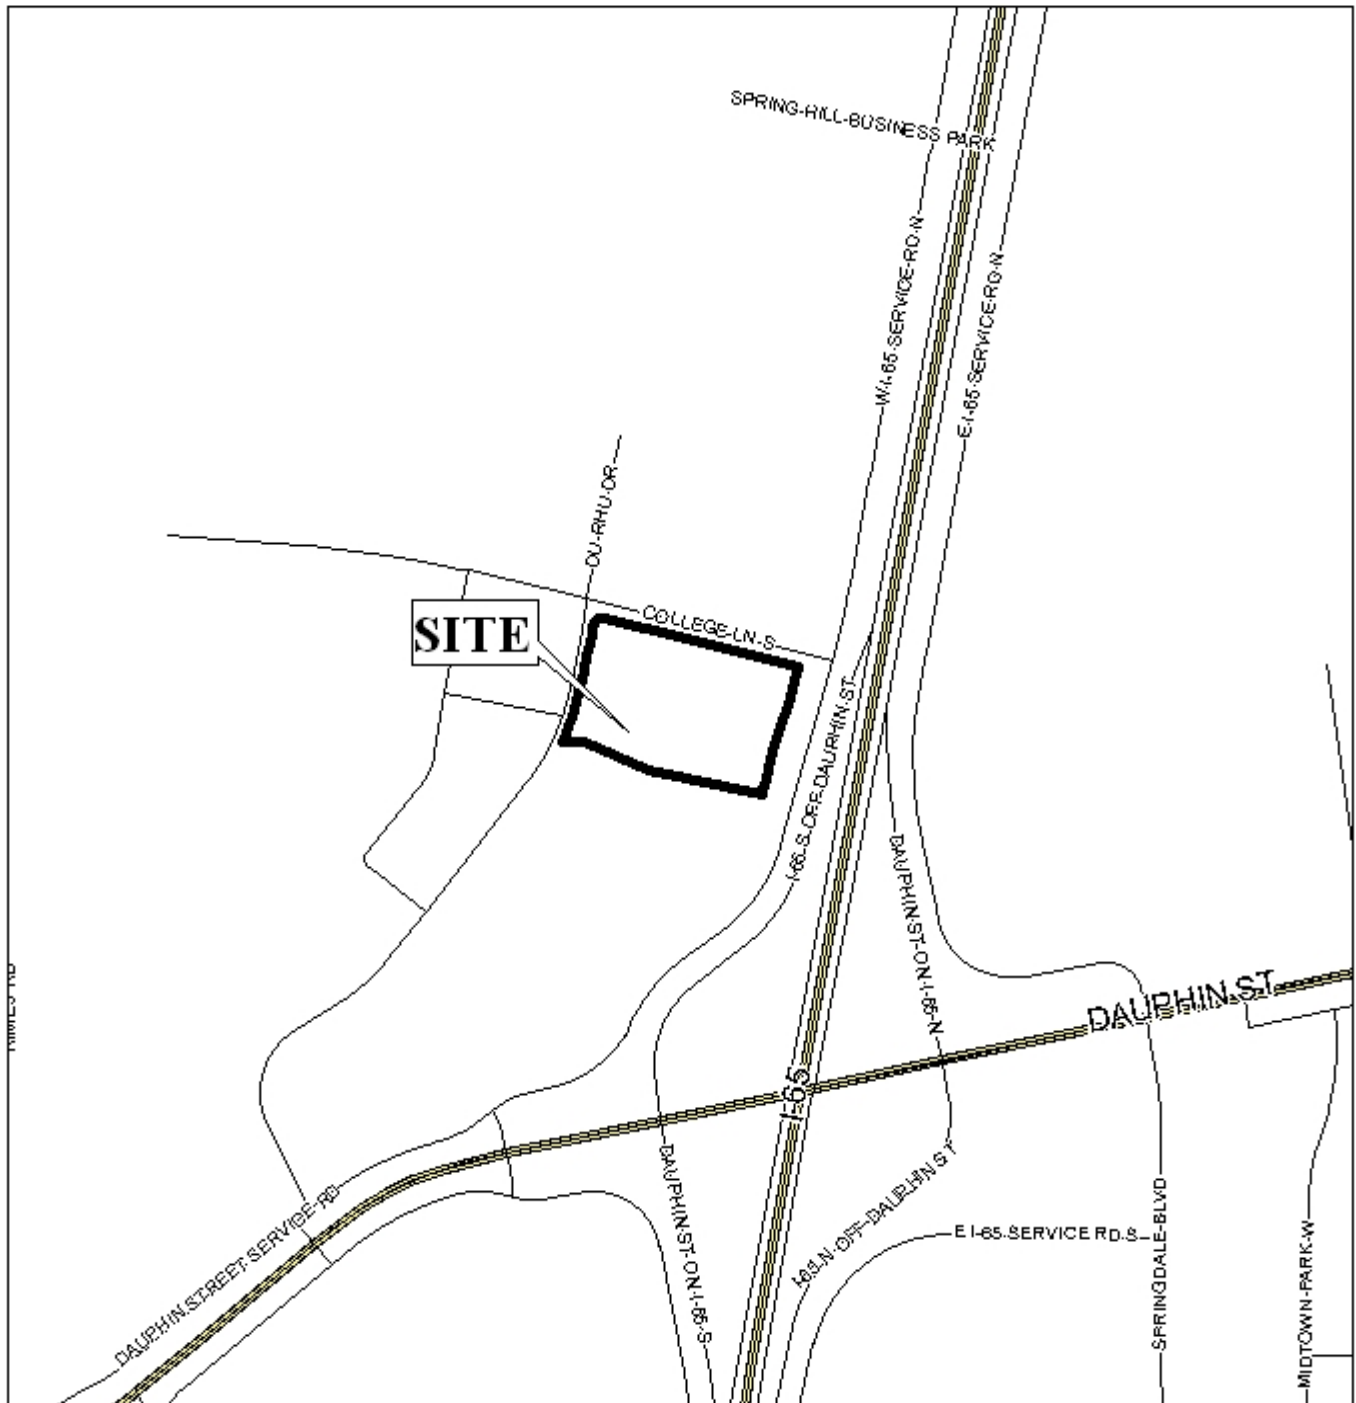 SPRING-HILL-BUSINESS PARK
W-I-65-SERVICE-RD-N
E-I-65-SERVICE-RD-N
DU-RHU-DR
COLLEGE-LN-S
SITE
I-65-S-OFF-DAUPHIN-ST
DAUPHIN-ST-ON-I-65-N
DAUPHIN ST
I-65
DAUPHIN-ST-ON-I-65-S
I-65-N-OFF-DAUPHIN ST
E I-65-SERVICE RD-S
SPRINGDALE-BLVD
MIDTOWN-PARK-W
DAUPHIN-STREET-SERVICE-RD